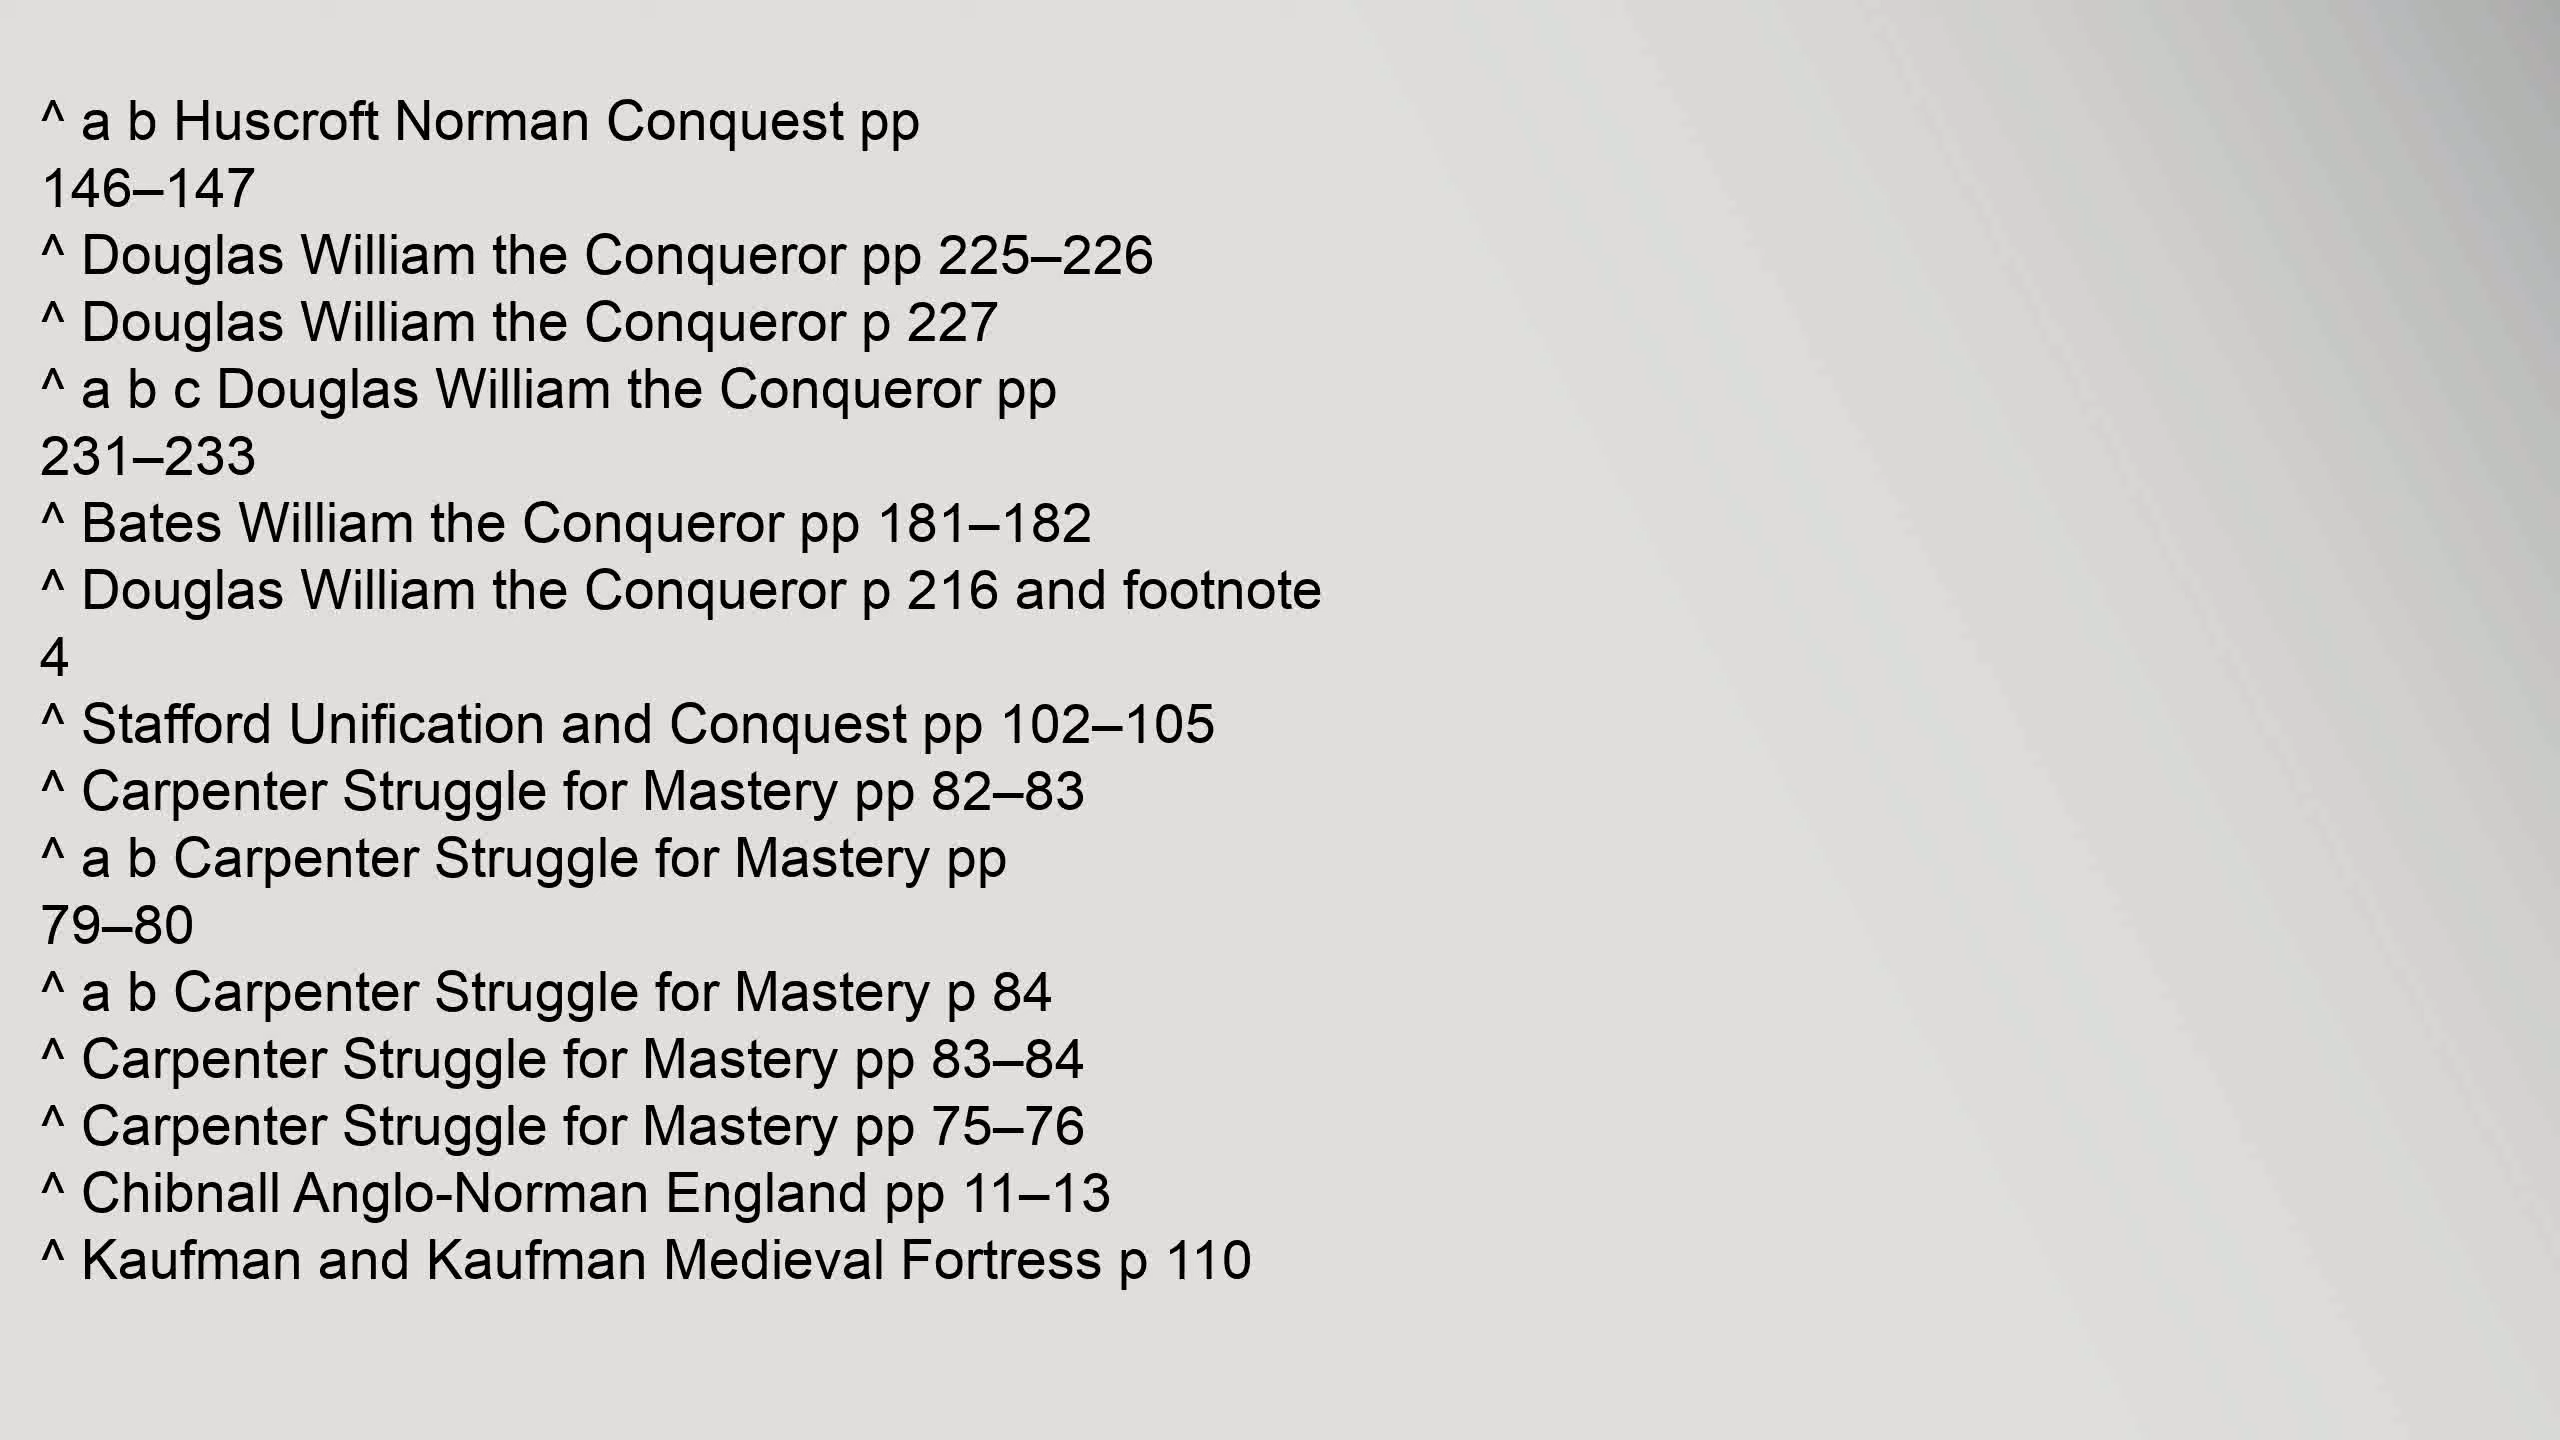 ^ a b Huscroft Norman Conquest pp
146–147
^ Douglas William the Conqueror pp 225–226
^ Douglas William the Conqueror p 227
^ a b c Douglas William the Conqueror pp
231–233
^ Bates William the Conqueror pp 181–182
^ Douglas William the Conqueror p 216 and footnote
4
^ Stafford Unification and Conquest pp 102–105
^ Carpenter Struggle for Mastery pp 82–83
^ a b Carpenter Struggle for Mastery pp
79–80
^ a b Carpenter Struggle for Mastery p 84
^ Carpenter Struggle for Mastery pp 83–84
^ Carpenter Struggle for Mastery pp 75–76
^ Chibnall Anglo-Norman England pp 11–13
^ Kaufman and Kaufman Medieval Fortress p 110